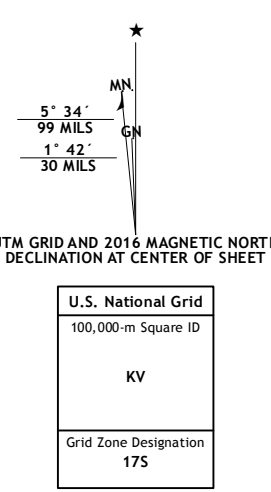 MN
GN
5° 34´
99 MILS
1° 42´
30 MILS
UTM GRID AND 2016 MAGNETIC NORTH
DECLINATION AT CENTER OF SHEET
U.S. National Grid
100,000-m Square ID
KV
Grid Zone Designation
17S